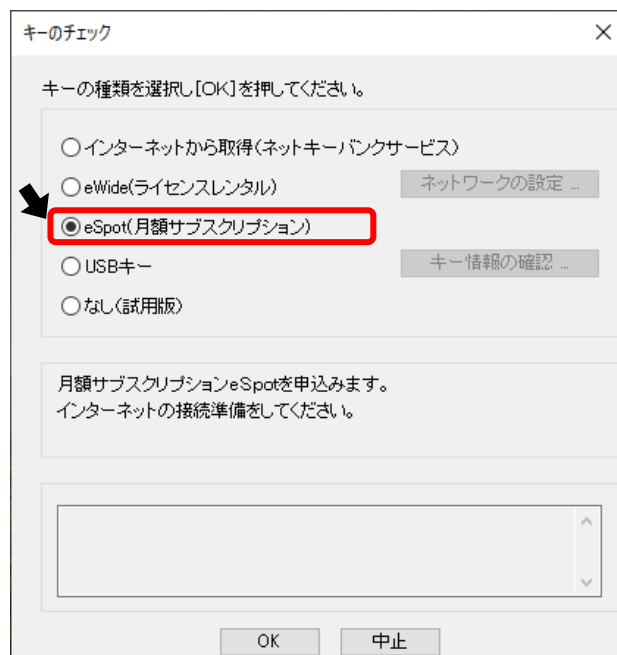 キーのチェック
キーの種類を選択し[OK]を押してください。
インターネットから取得(ネットキーバンクサービス)
eWide(ライセンスレンタル)
ネットワークの設定 ...
eSpot(月額サブスクリプション)
USBキー
キー情報の確認 ...
なし(試用版)
月額サブスクリプションeSpotを申込みます。
インターネットの接続準備をしてください。
OK
中止